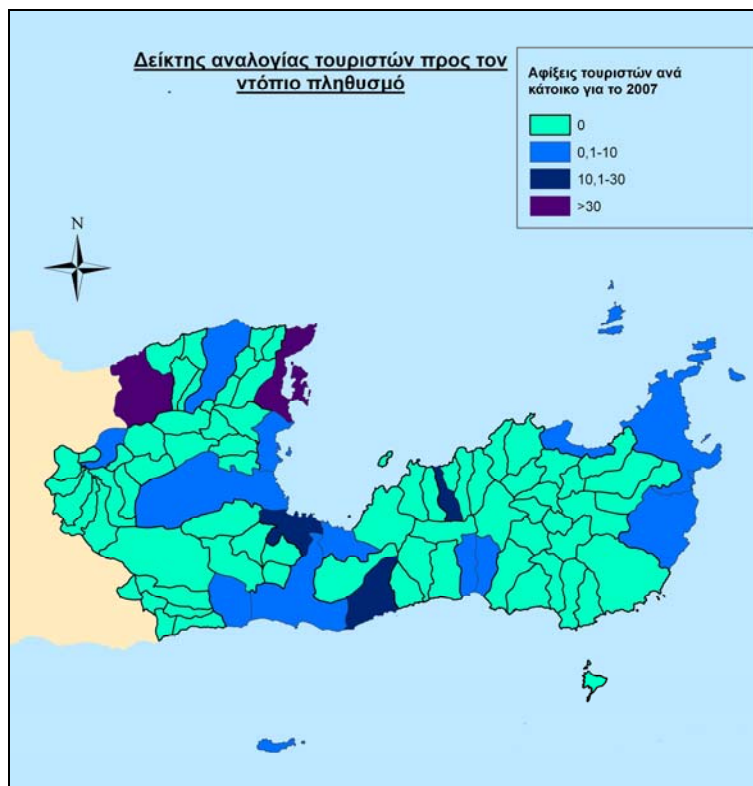 Δείκτης αναλογίας τουριστών προς τον
ντόπιο πληθυσμό
Αφίξεις τουριστών ανά
κάτοικο για το 2007
0
0,1-10
10,1-30
>30
N